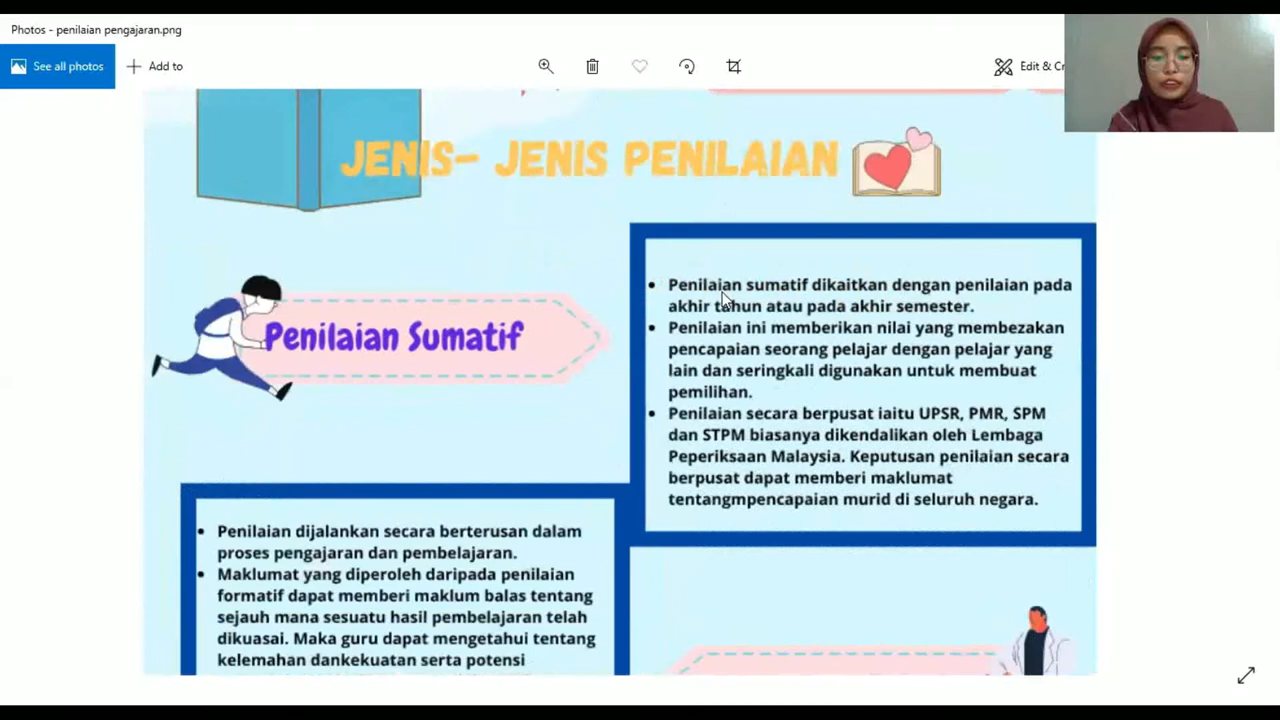 Photos - penilaian pengajaran.png
See all photos
Add to
Edit & Cr
JENIS- JENIS PENILAIAN
Penilaian Sumatif
Penilaian sumatif dikaitkan dengan penilaian pada
akhir tahun atau pada akhir semester.
Penilaian ini memberikan nilai yang membezakan
pencapaian seorang pelajar dengan pelajar yang
lain dan seringkali digunakan untuk membuat
pemilihan.
Penilaian secara berpusat iaitu UPSR, PMR, SPM
dan STPM biasanya dikendalikan oleh Lembaga
Peperiksaan Malaysia. Keputusan penilaian secara
berpusat dapat memberi maklumat
tentangmpencapaian murid di seluruh negara.
Penilaian dijalankan secara berterusan dalam
proses pengajaran dan pembelajaran.
Maklumat yang diperoleh daripada penilaian
formatif dapat memberi maklum balas tentang
sejauh mana sesuatu hasil pembelajaran telah
dikuasai. Maka guru dapat mengetahui tentang
kelemahan dankekuatan serta potensi